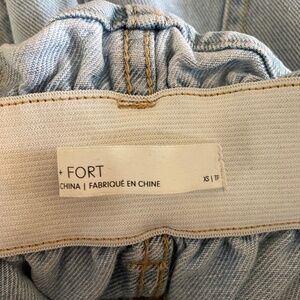 + FORT
CHINA | FABRIQUÉ EN CHINE XS | TP